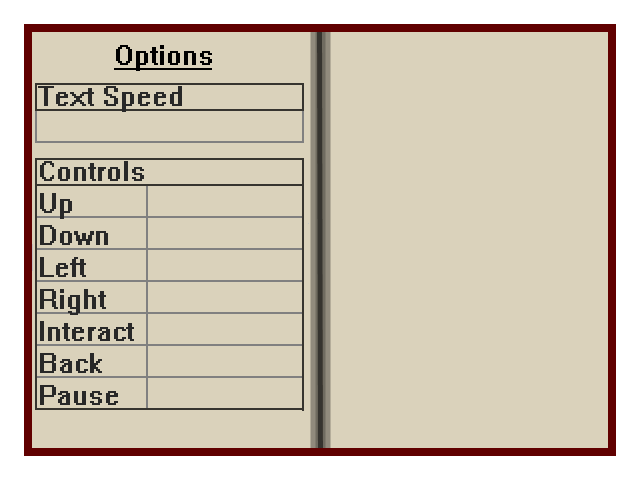 Options
Text Speed
Controls
Up
Down
Left
Right
Interact
Back
Pause